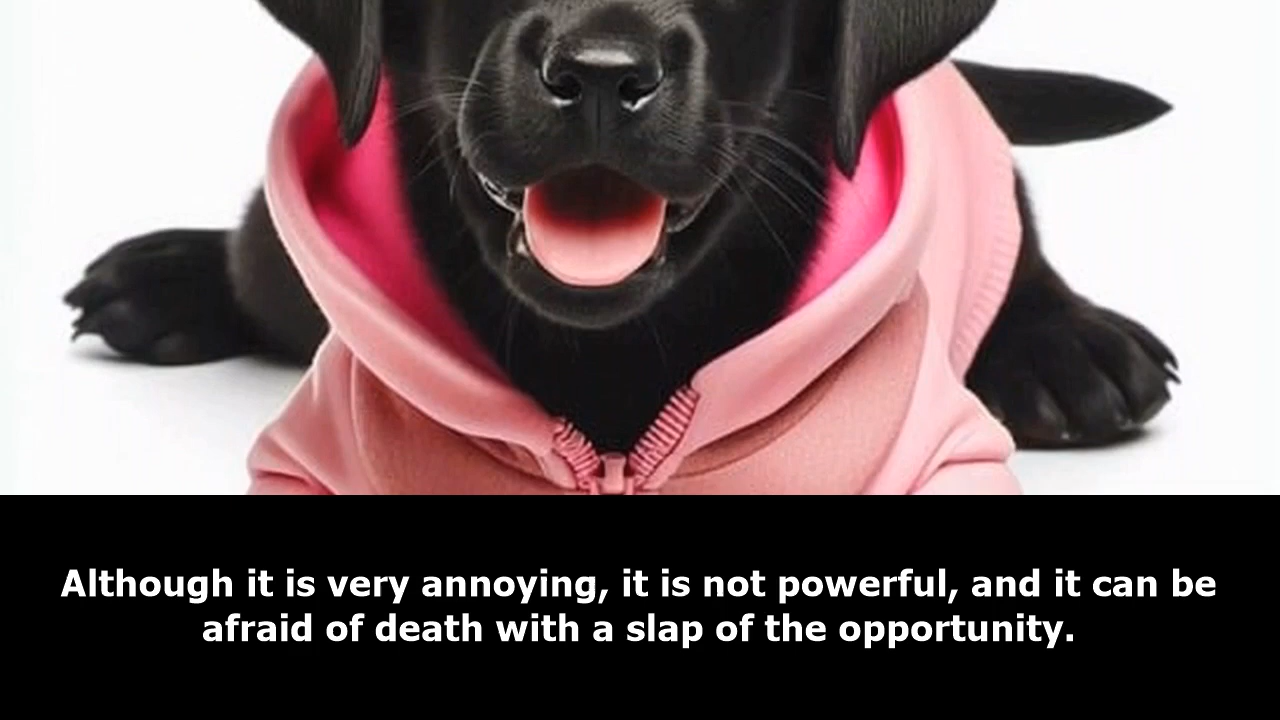 Although it is very annoying, it is not powerful, and it can be
afraid of death with a slap of the opportunity.